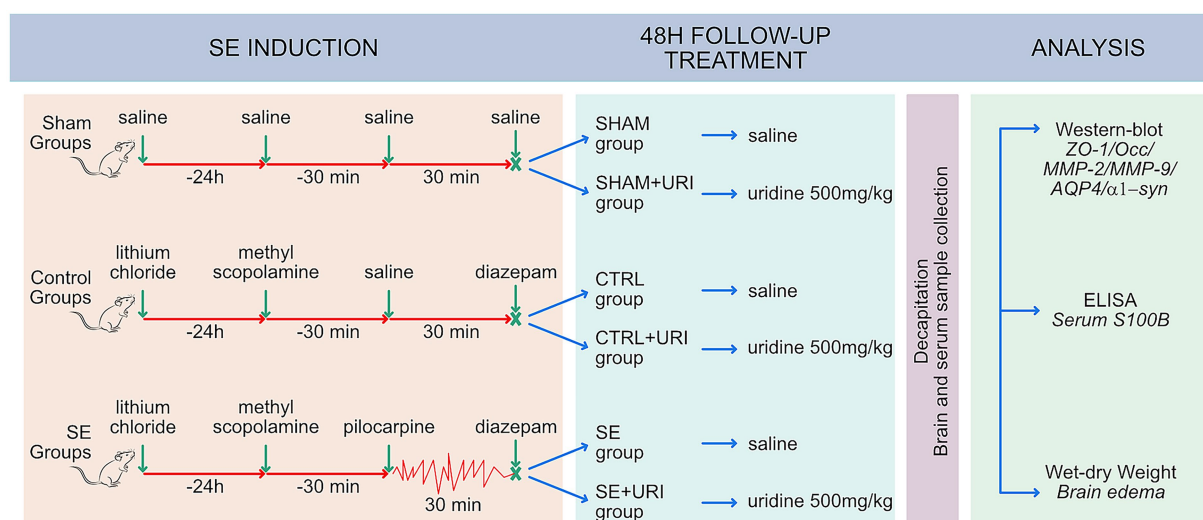 SE INDUCTION
48H FOLLOW-UP
TREATMENT
ANALYSIS
Sham
Groups
saline
saline
saline
saline
-24h
-30 min
30 min
SHAM
group
saline
SHAM+URI
group
uridine 500mg/kg
Control
Groups
lithium
chloride
methyl
scopolamine
saline
diazepam
-24h
-30 min
30 min
CTRL
group
saline
CTRL+URI
group
uridine 500mg/kg
SE
Groups
lithium
chloride
methyl
scopolamine
pilocarpine
diazepam
-24h
-30 min
30 min
SE
group
saline
SE+URI
group
uridine 500mg/kg
Decapitation
Brain and serum sample collection
Western-blot
ZO-1/Occ/
MMP-2/MMP-9/
AQP4/α1–syn
ELISA
Serum S100B
Wet-dry Weight
Brain edema